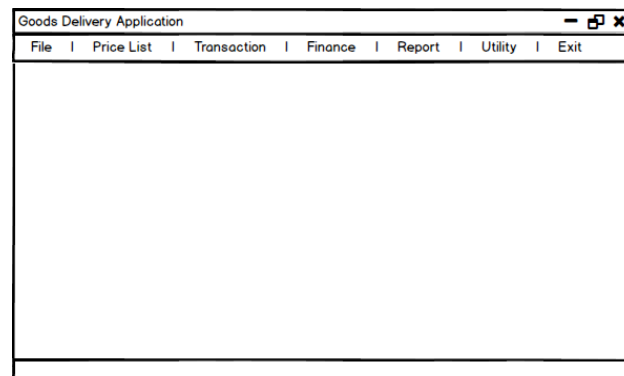 Goods Delivery Application
File | Price List | Transaction | Finance | Report | Utility | Exit